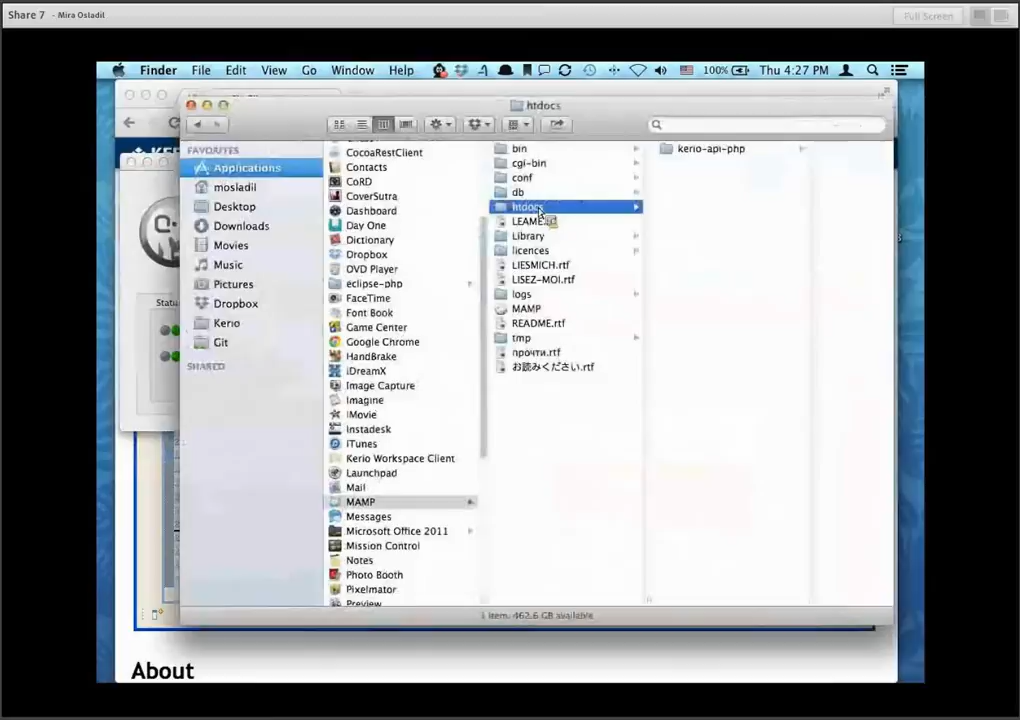 Share 7 - Mira Osladil
Full Screen
Finder File Edit View Go Window Help
100% Thu 4:27 PM
htdocs
FAVORITES
Applications
mosladil
Desktop
Downloads
Movies
Music
Pictures
Dropbox
Kerio
Git
SHARED
CocoaRestClient
Contacts
CoRD
CoverSutra
Dashboard
Day One
Dictionary
Dropbox
DVD Player
eclipse-php
FaceTime
Font Book
Game Center
Google Chrome
HandBrake
iDreamX
Image Capture
Imagine
iMovie
Instadesk
iTunes
Kerio Workspace Client
Launchpad
Mail
MAMP
Messages
Microsoft Office 2011
Mission Control
Notes
Photo Booth
Pixelmator
Preview
bin
cgi-bin
conf
db
htdocs
Library
licences
LIESMICH.rtf
LISEZ-MOI.rtf
logs
MAMP
README.rtf
tmp
прочти.rtf
お読みください.rtf
kerio-api-php
1 item, 462.6 GB available
About